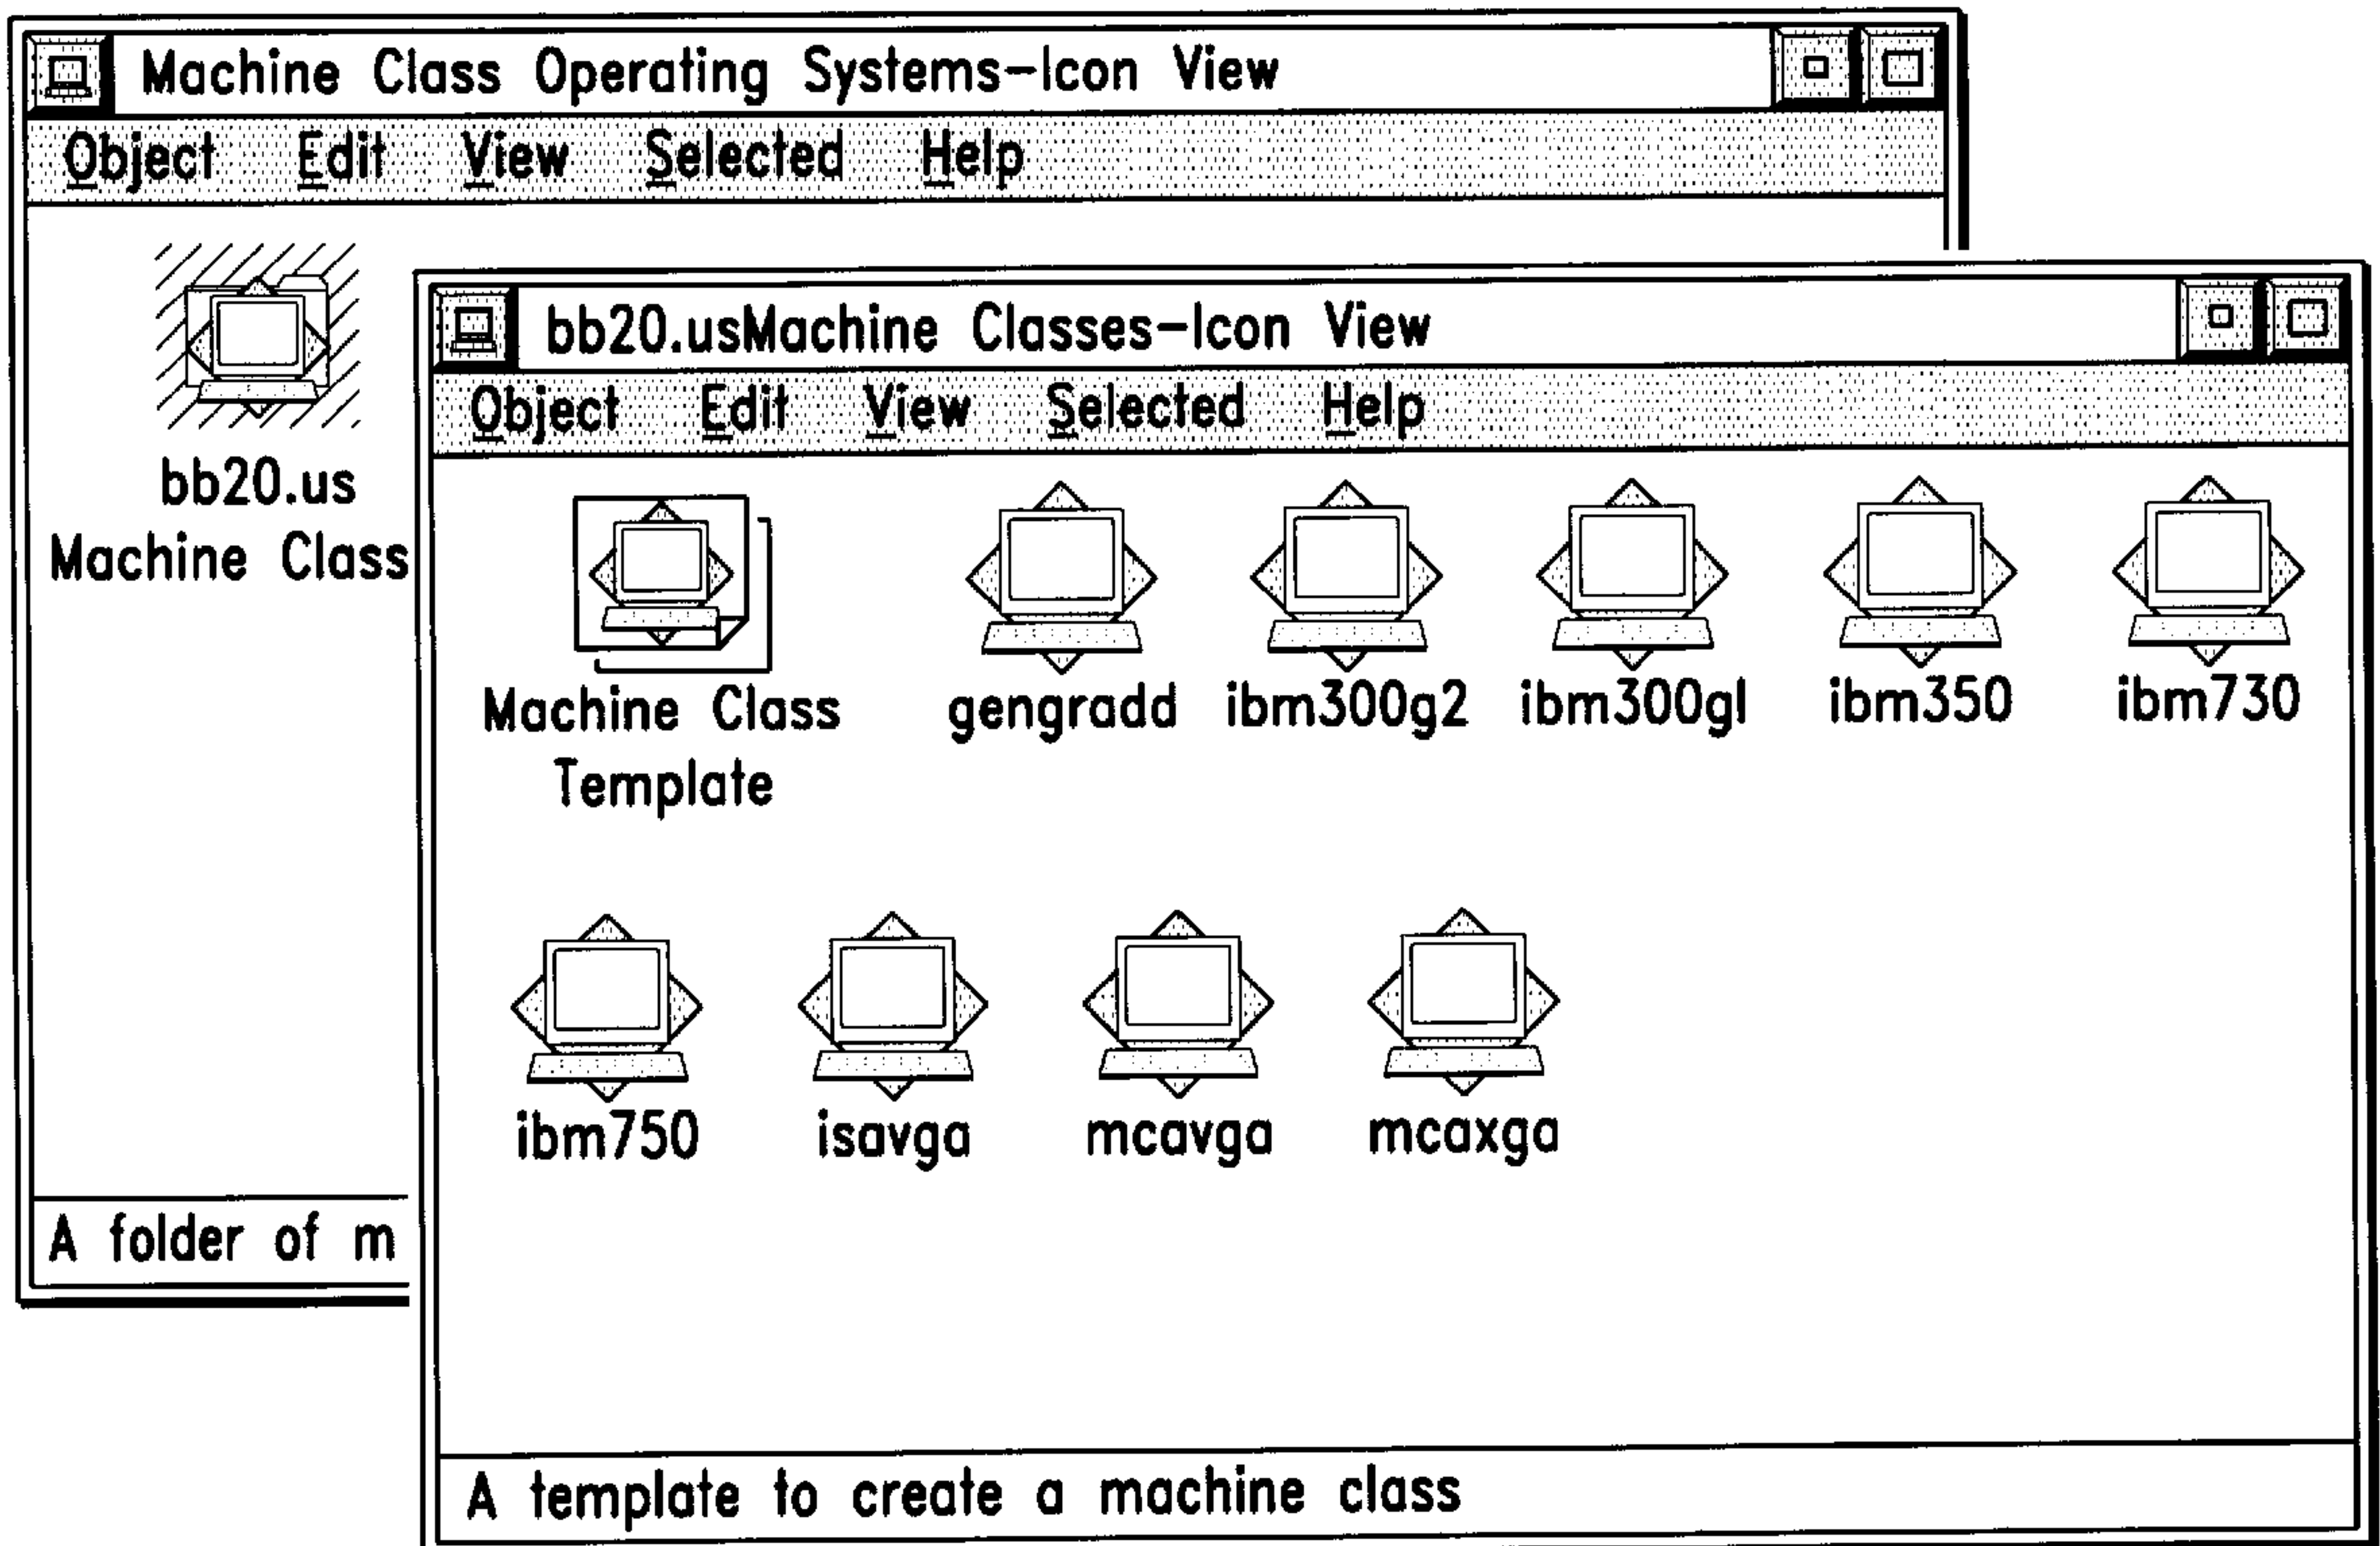 Machine Class Operating Systems-Icon View
Object Edit View Selected Help
bb20.us
Machine Class
A folder of m
bb20.usMachine Classes-Icon View
Object Edit View Selected Help
Machine Class
Template
gengradd ibm300g2 ibm300gl ibm350 ibm730
ibm750 isavga mcavga mcaxga
A template to create a machine class